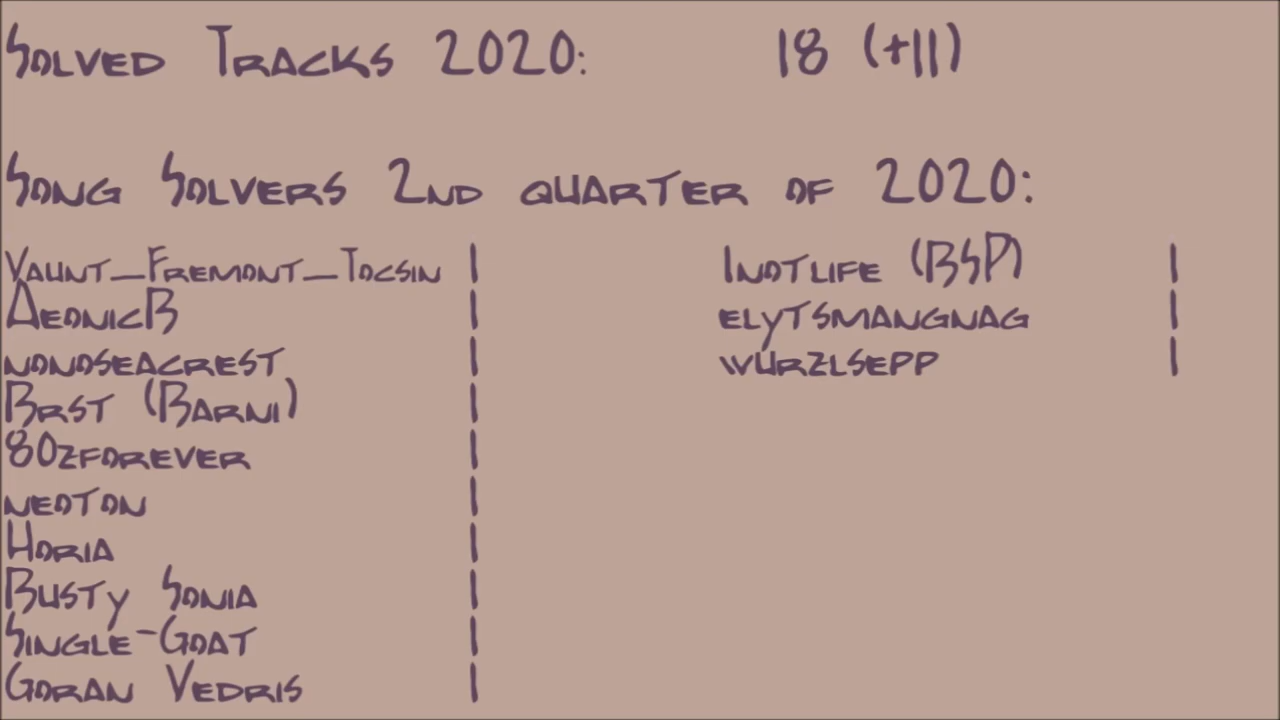 Solved Tracks 2020: 18 (+11)
Song Solvers 2nd quarter of 2020:
Vaunt_Fremont_Tocsin 1
AeonicB 1
nonoseacrest 1
Brst (Barni) 1
80zforever 1
neoton 1
Horia 1
Busty Sonia 1
Single-Goat 1
Goran Vedris 1
Inotlife (BSP) 1
elytsmangnag 1
wurzlsepp 1